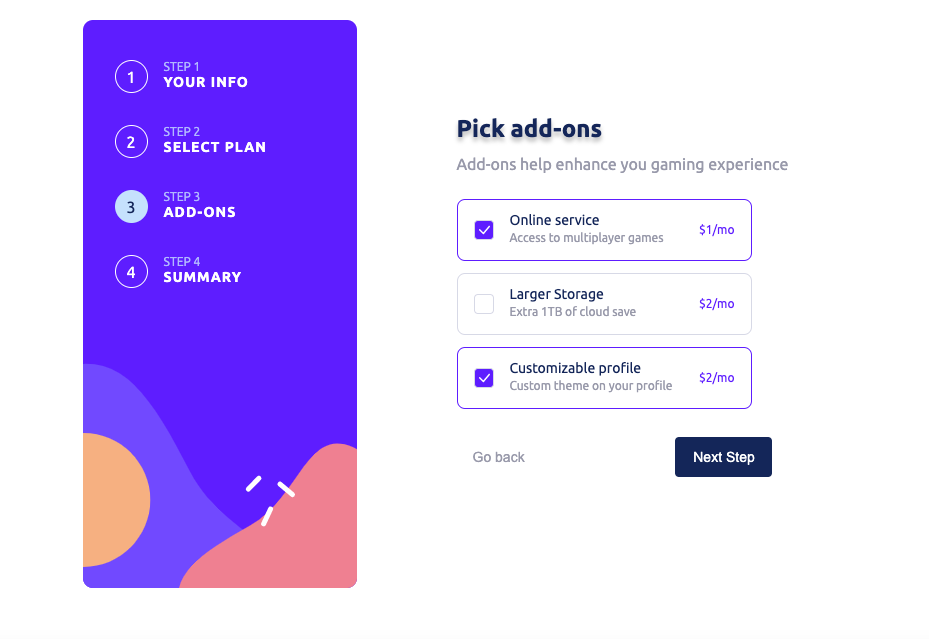 1
STEP 1
YOUR INFO
2
STEP 2
SELECT PLAN
3
STEP 3
ADD-ONS
4
STEP 4
SUMMARY
Pick add-ons
Add-ons help enhance you gaming experience
Online service
Access to multiplayer games
$1/mo
Larger Storage
Extra 1TB of cloud save
$2/mo
Customizable profile
Custom theme on your profile
$2/mo
Go back
Next Step